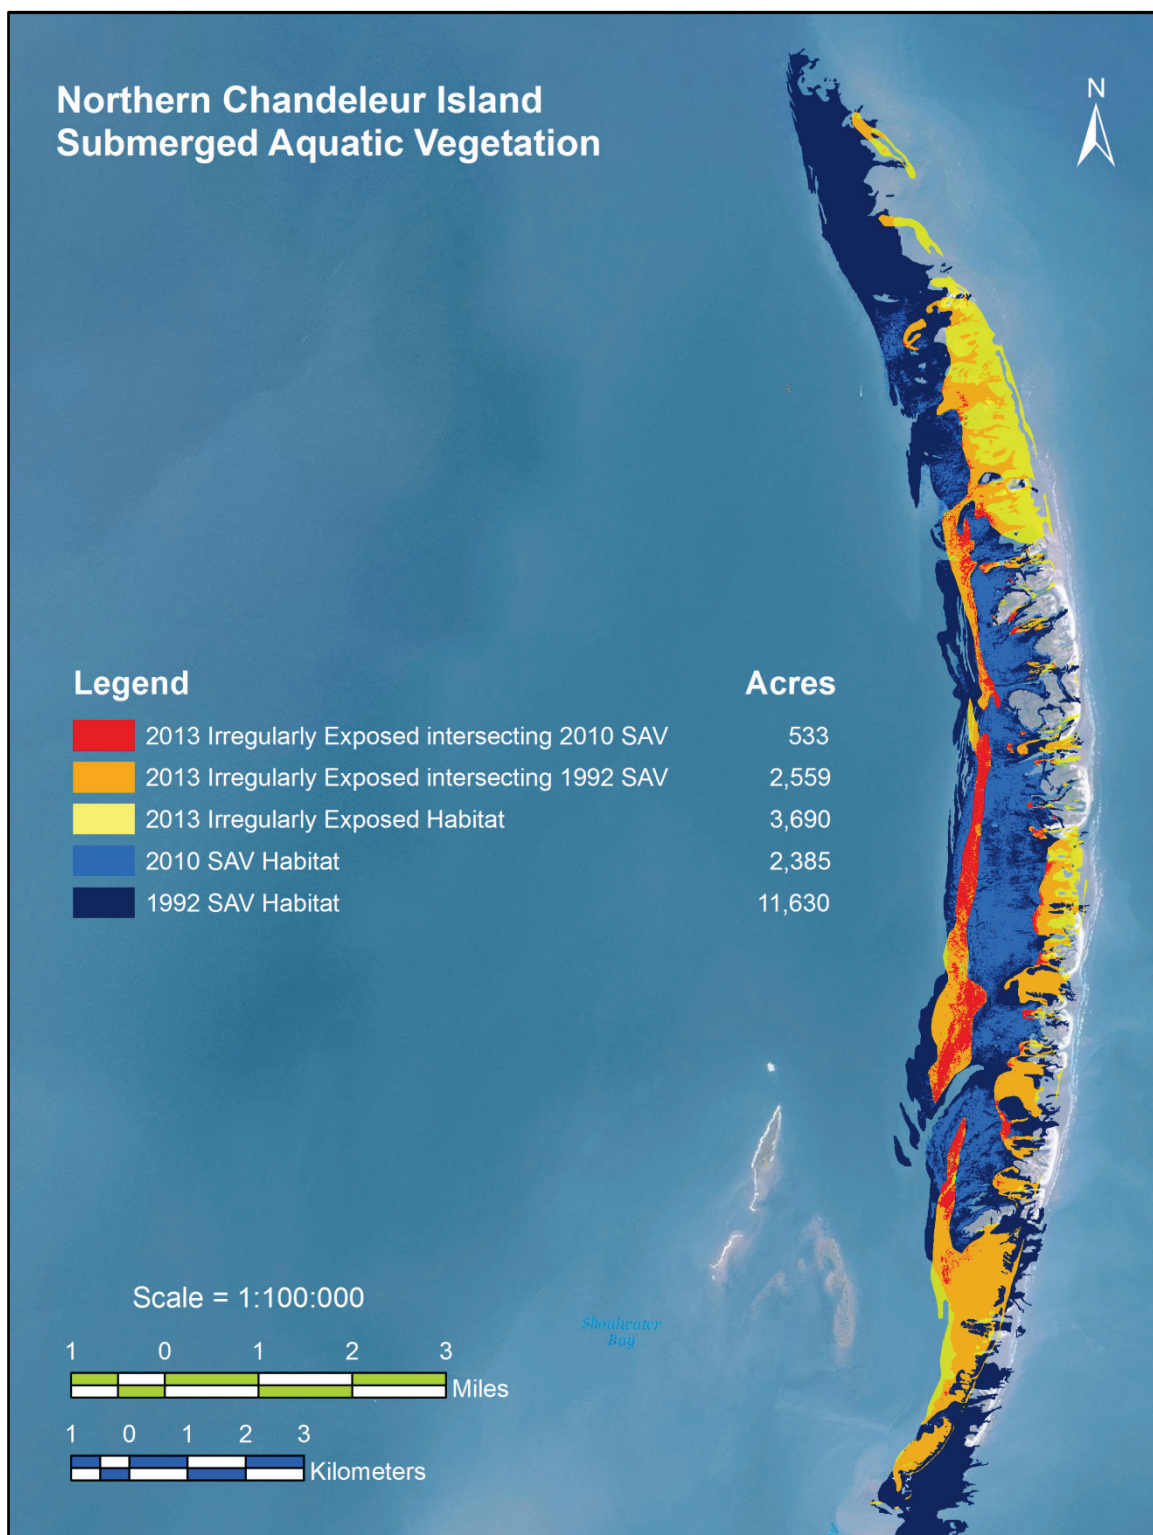 Northern Chandeleur Island
Submerged Aquatic Vegetation
N
Legend Acres
2013 Irregularly Exposed intersecting 2010 SAV 533
2013 Irregularly Exposed intersecting 1992 SAV 2,559
2013 Irregularly Exposed Habitat 3,690
2010 SAV Habitat 2,385
1992 SAV Habitat 11,630
Scale = 1:100:000
1 0 1 2 3
Miles
1 0 1 2 3
Kilometers
Shoalwater
Bay